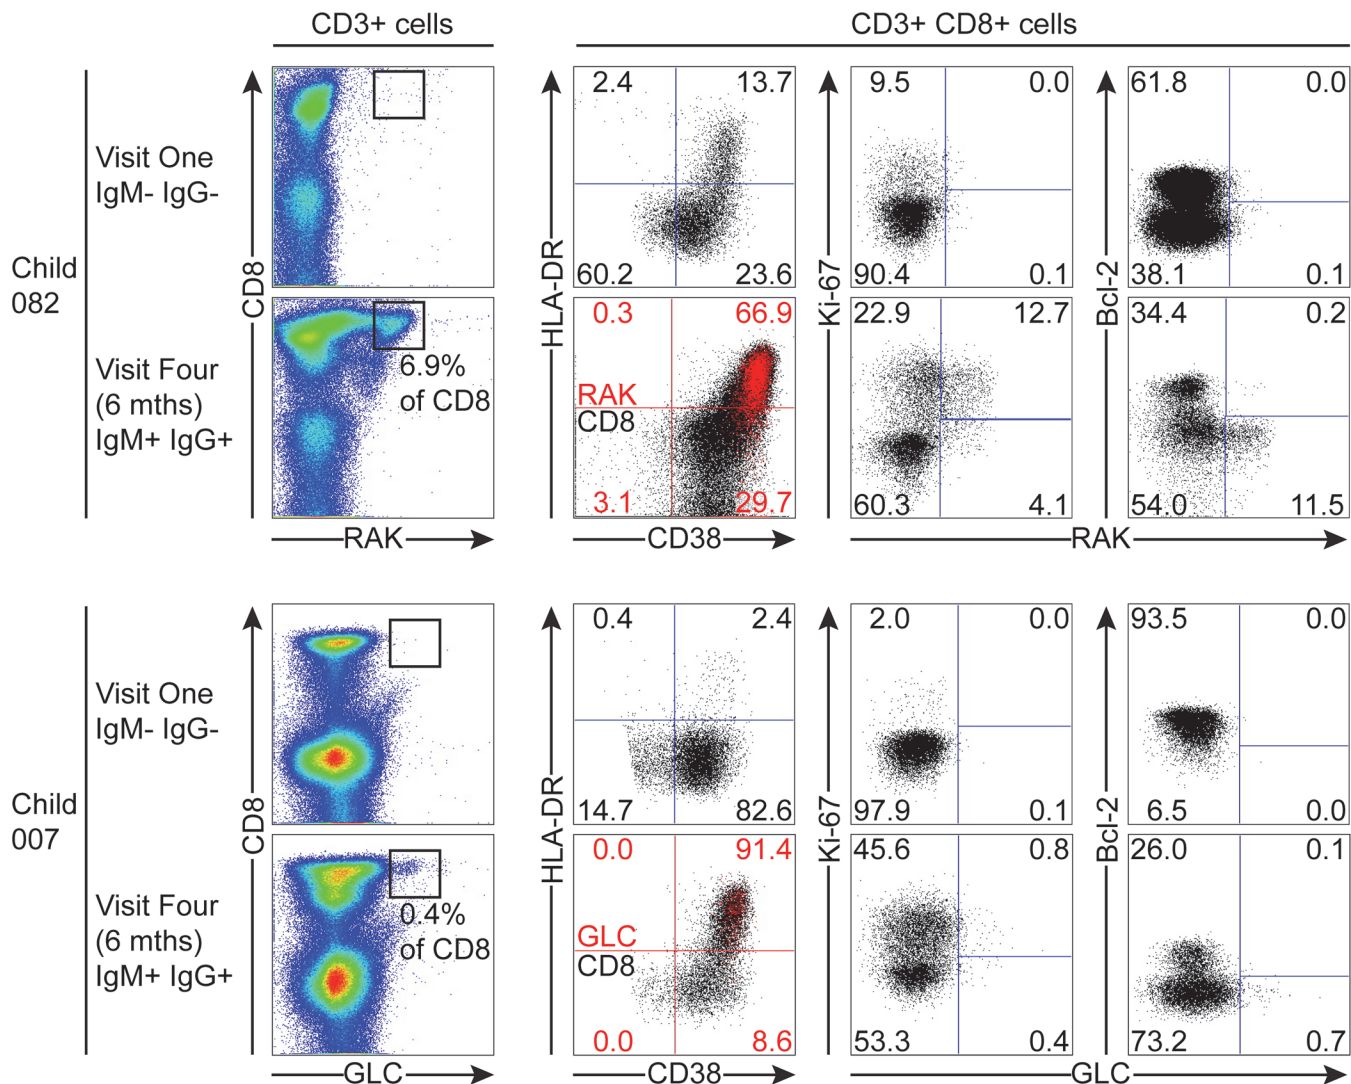 CD3+ cells
CD3+ CD8+ cells
Child
082
Visit One
IgM- IgG-
CD8
HLA-DR
2.4
13.7
60.2
23.6
Ki-67
9.5
0.0
90.4
0.1
Bcl-2
61.8
0.0
38.1
0.1
Visit Four
(6 mths)
IgM+ IgG+
6.9%
of CD8
0.3
66.9
RAK
CD8
3.1
29.7
22.9
12.7
60.3
4.1
34.4
0.2
54.0
11.5
RAK
CD38
RAK
Child
007
Visit One
IgM- IgG-
CD8
HLA-DR
0.4
2.4
14.7
82.6
Ki-67
2.0
0.0
97.9
0.1
Bcl-2
93.5
0.0
6.5
0.0
Visit Four
(6 mths)
IgM+ IgG+
0.4%
of CD8
0.0
91.4
GLC
CD8
0.0
8.6
45.6
0.8
53.3
0.4
26.0
0.1
73.2
0.7
GLC
CD38
GLC